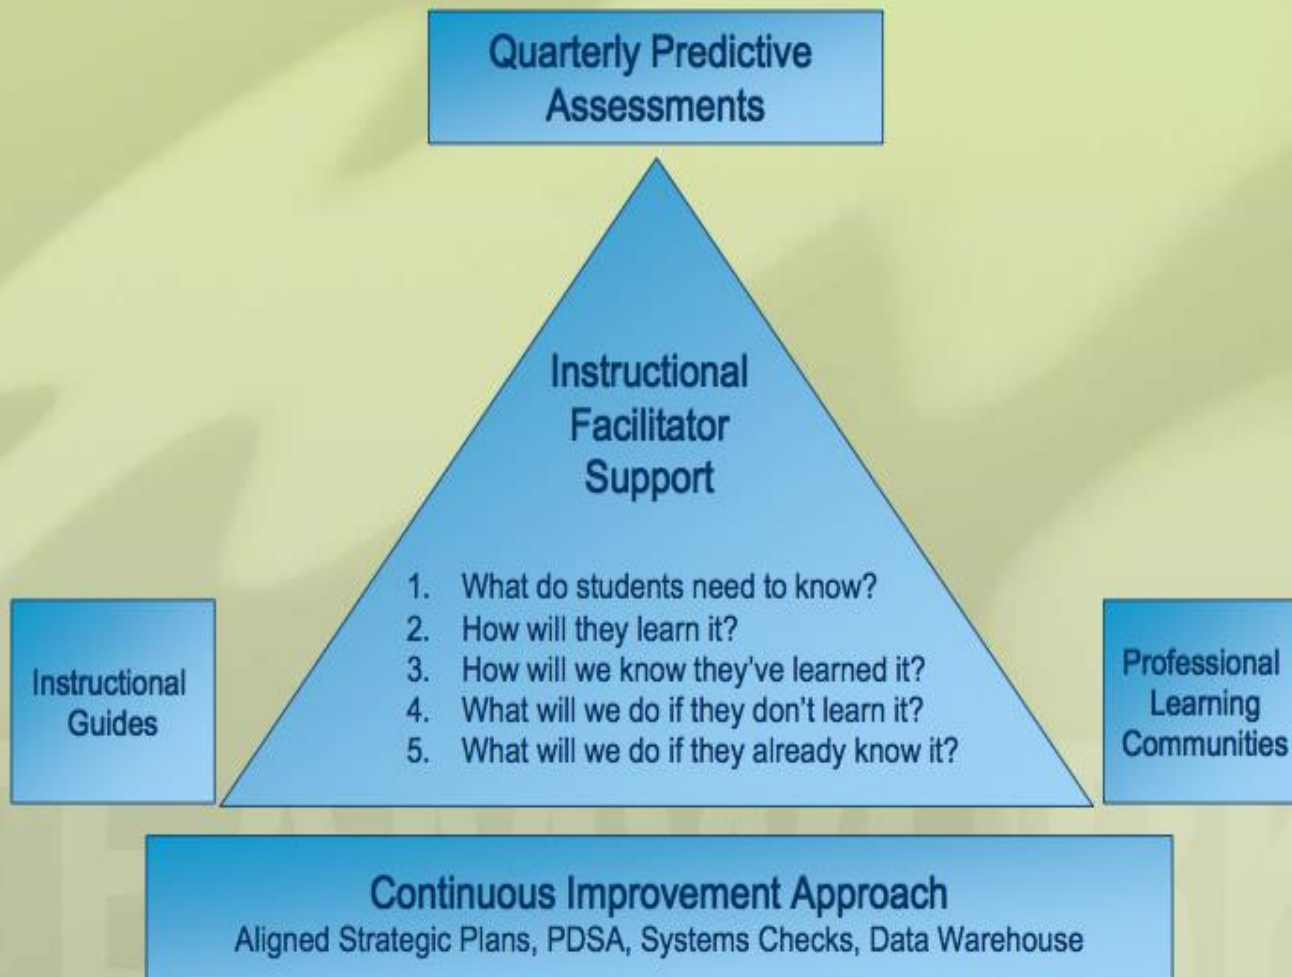 Quarterly Predictive
Assessments
Instructional
Facilitator
Support
1. What do students need to know?
2. How will they learn it?
3. How will we know they've learned it?
4. What will we do if they don't learn it?
5. What will we do if they already know it?
Instructional
Guides
Professional
Learning
Communities
Continuous Improvement Approach
Aligned Strategic Plans, PDSA, Systems Checks, Data Warehouse